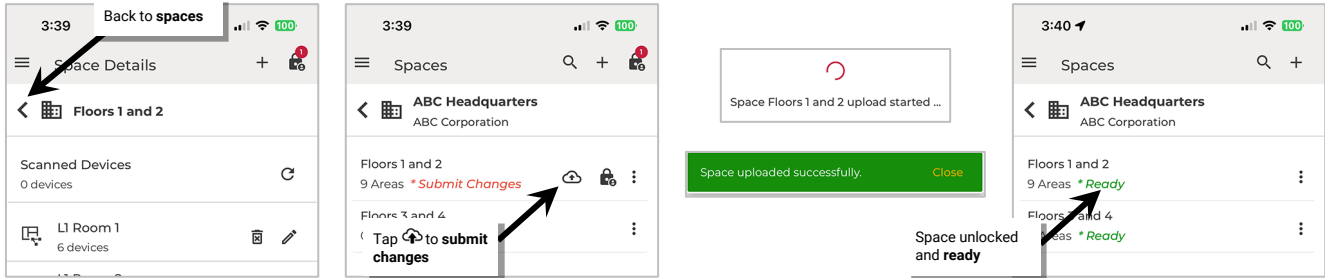 Back to spaces
3:39
100
Space Details
1
Floors 1 and 2
Scanned Devices
0 devices
L1 Room 1
6 devices
3:39
100
Spaces
1
ABC Headquarters
ABC Corporation
Floors 1 and 2
9 Areas * Submit Changes
Floors 3 and 4
Tap to submit
changes
Space Floors 1 and 2 upload started ...
Space uploaded successfully.
Close
3:40
100
Spaces
ABC Headquarters
ABC Corporation
Floors 1 and 2
9 Areas * Ready
Floors 3 and 4
Areas * Ready
Space unlocked
and ready